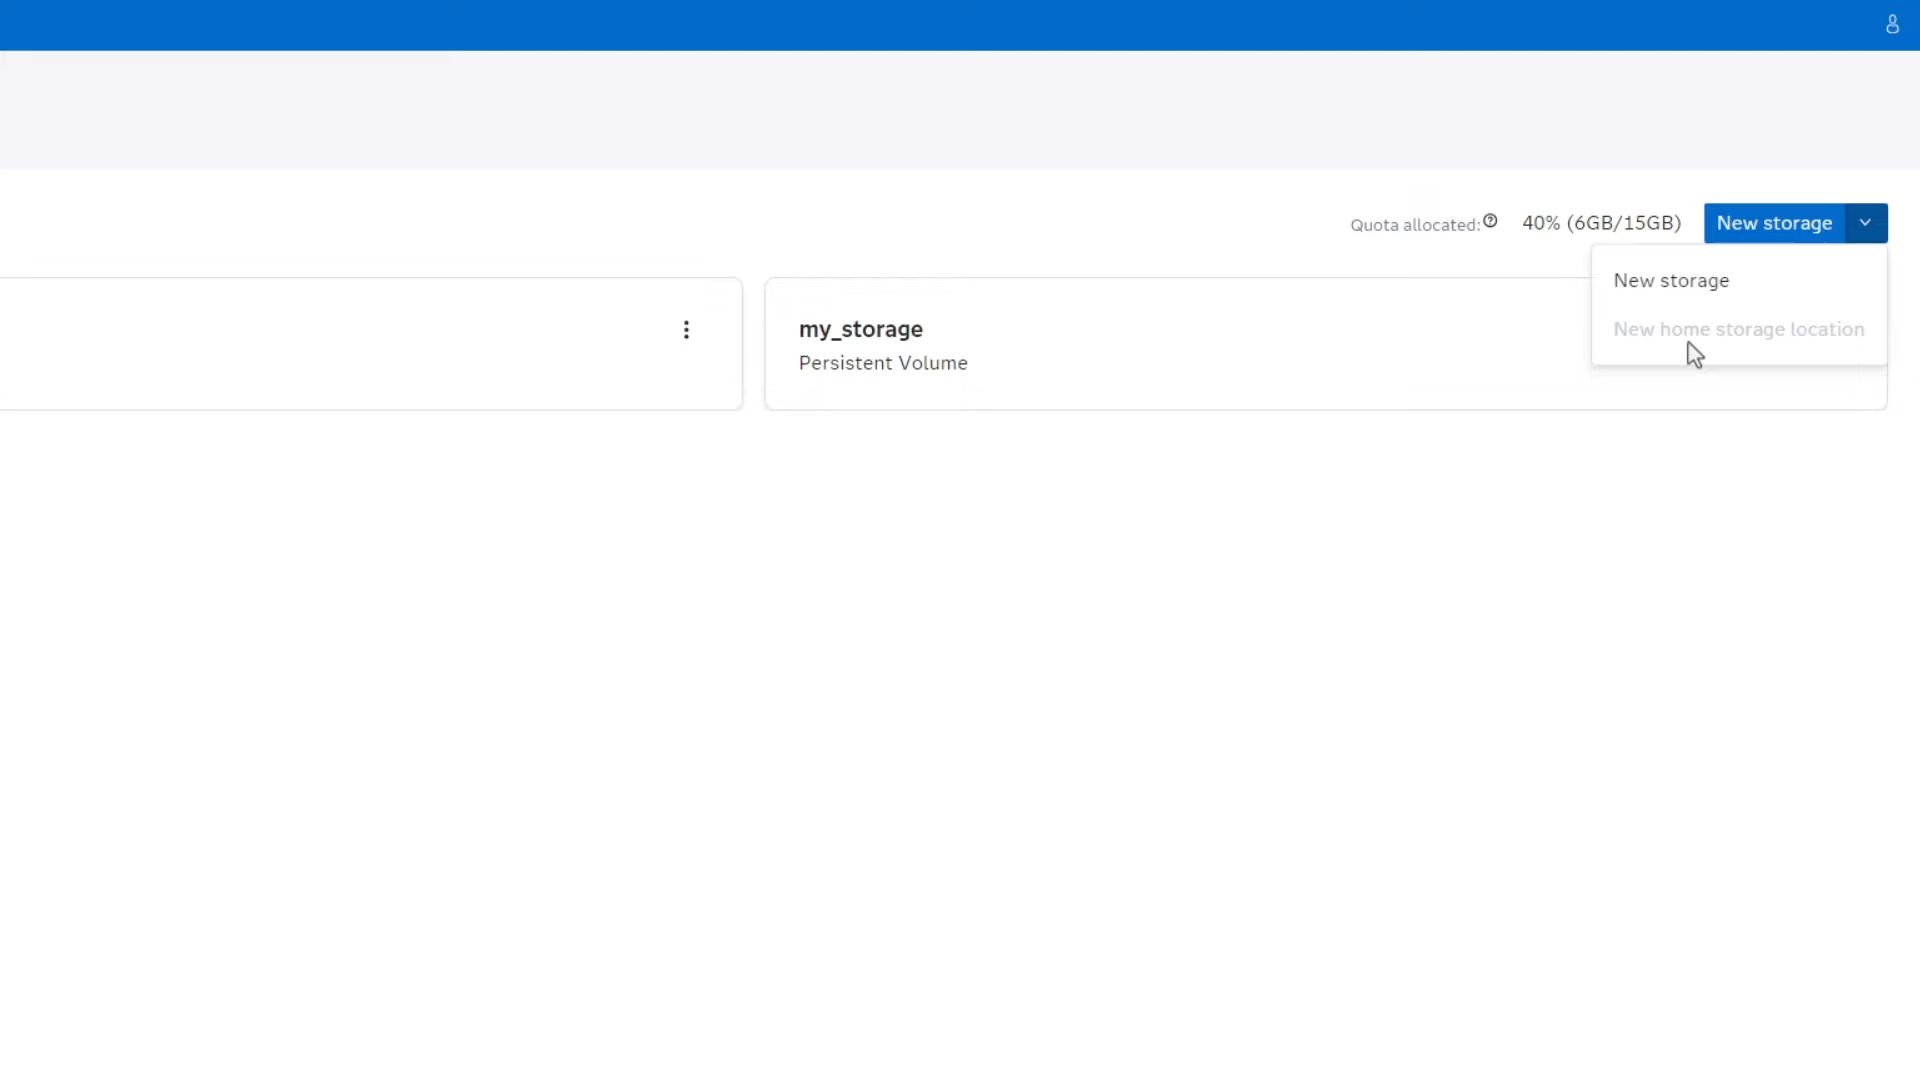 Quota allocated: 40% (6GB/15GB) New storage
New storage
New home storage location
my_storage
Persistent Volume